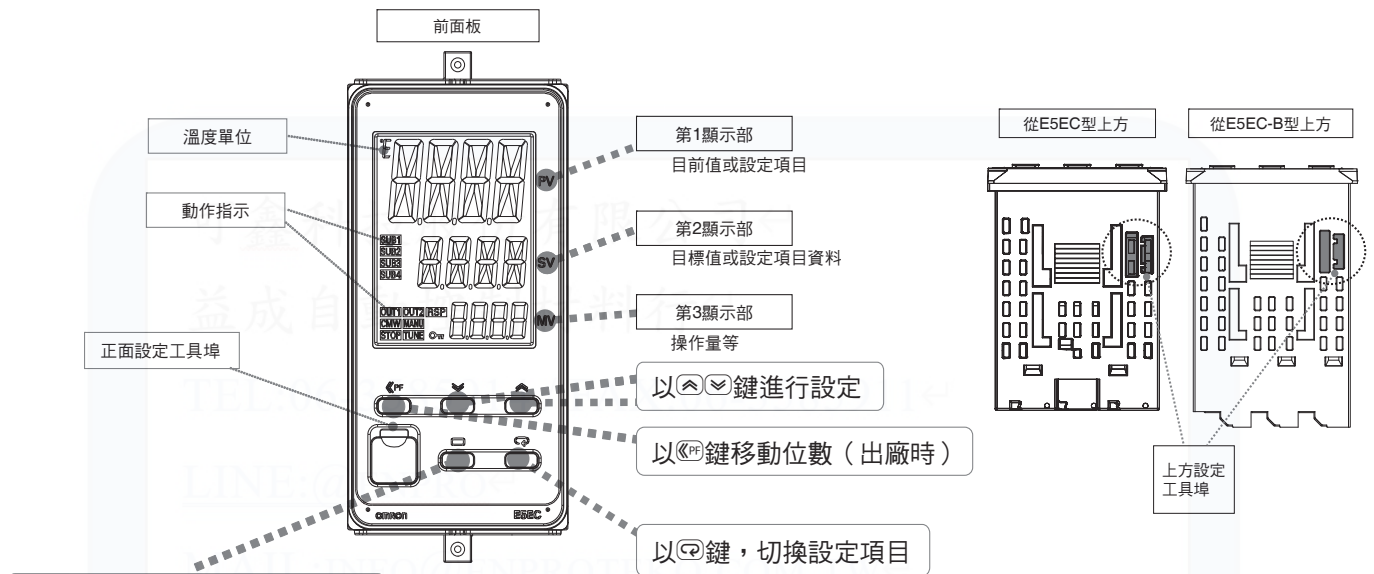 前面板
溫度單位
動作指示
正面設定工具埠
PV
SV
MV
SUB1
SUB2
SUB3
SUB4
OUT1 OUT2 RSP
CMW MANU
STOP TUNE
PF
omron
E5EC
第1顯示部
目前值或設定項目
第2顯示部
目標值或設定項目資料
第3顯示部
操作量等
以鍵進行設定
以PF鍵移動位數（出廠時）
以鍵，切換設定項目
從E5EC型上方
從E5EC-B型上方
上方設定
工具埠